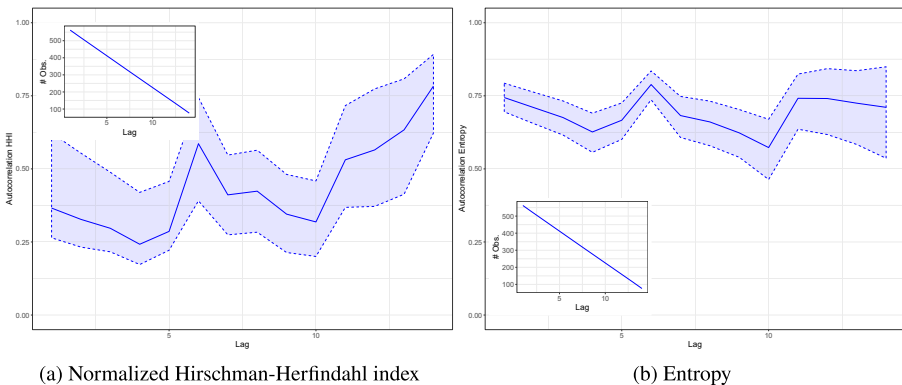 1.00
0.75
0.50
0.25
0.00
Autocorrelation HHI
5
10
Lag
500
400
300
200
100
# Obs.
5
10
Lag
(a) Normalized Hirschman-Herfindahl index
1.00
0.75
0.50
0.25
0.00
Autocorrelation Entropy
5
10
Lag
500
400
300
200
100
# Obs.
5
10
Lag
(b) Entropy